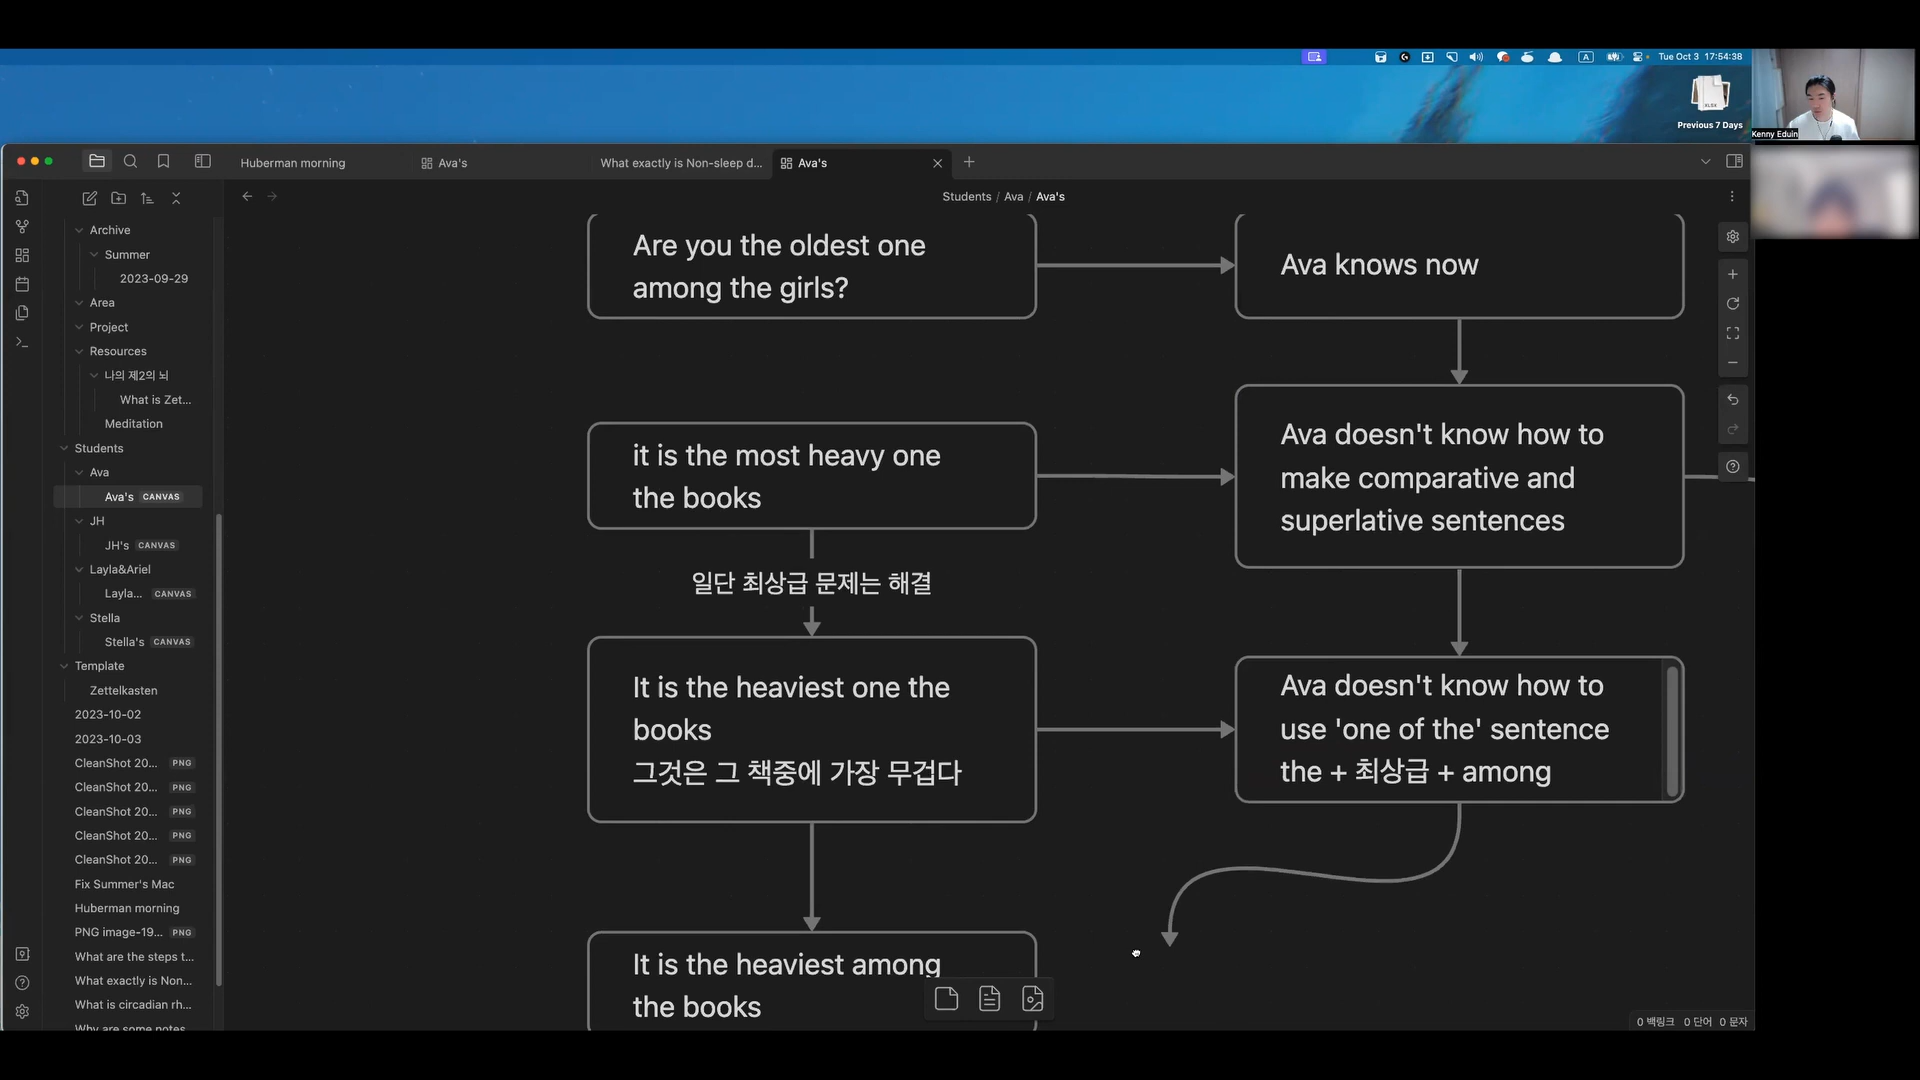 Tue Oct 3 17:54:38
XLSX
Previous 7 Days
Kenny Eduin
Huberman morning
Ava's
What exactly is Non-sleep d...
Ava's
Students / Ava / Ava's
Archive
Summer
2023-09-29
Area
Project
Resources
나의 제2의 뇌
What is Zet...
Meditation
Students
Ava
Ava's CANVAS
JH
JH's CANVAS
Layla&Ariel
Layla... CANVAS
Stella
Stella's CANVAS
Template
Zettelkasten
2023-10-02
2023-10-03
CleanShot 20... PNG
CleanShot 20... PNG
CleanShot 20... PNG
CleanShot 20... PNG
CleanShot 20... PNG
Fix Summer's Mac
Huberman morning
PNG image-19... PNG
What are the steps t...
What exactly is Non...
What is circadian rh...
Why are some notes
Are you the oldest one
among the girls?
Ava knows now
it is the most heavy one
the books
Ava doesn't know how to
make comparative and
superlative sentences
일단 최상급 문제는 해결
It is the heaviest one the
books
그것은 그 책중에 가장 무겁다
Ava doesn't know how to
use 'one of the' sentence
the + 최상급 + among
It is the heaviest among
the books
0 백링크 0 단어 0 문자